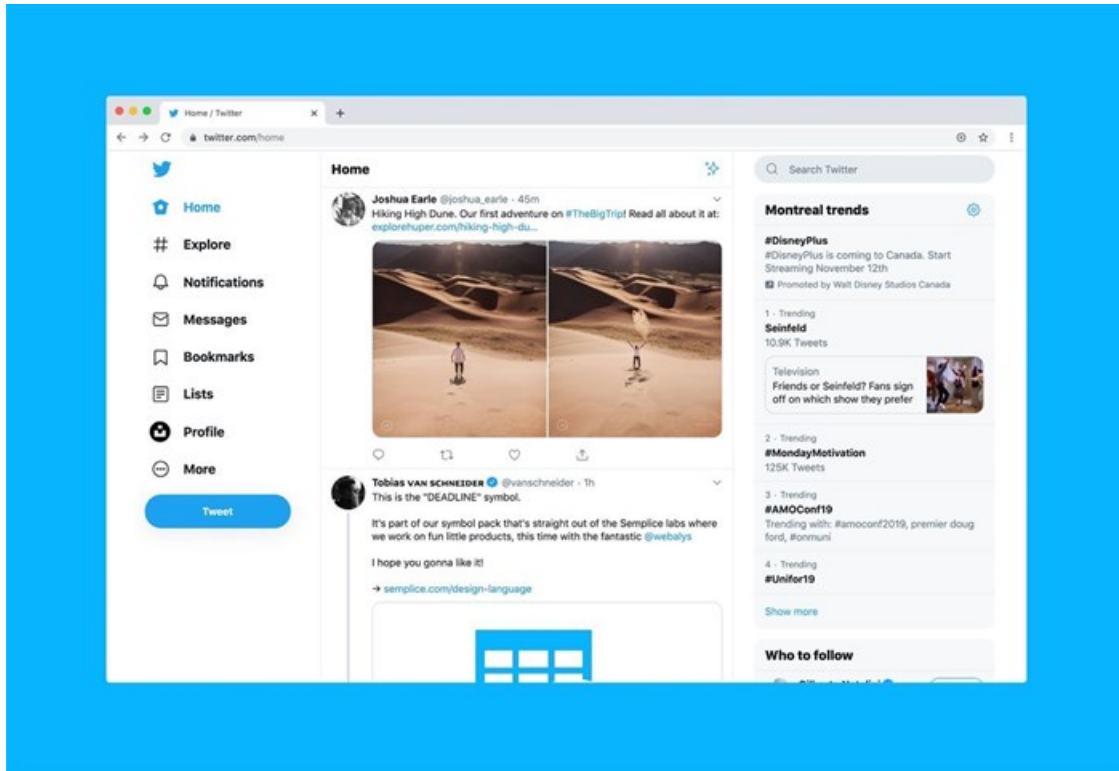 Home / Twitter
twitter.com/home
Home
Explore
Notifications
Messages
Bookmarks
Lists
Profile
More
Tweet
Home
Joshua Earle @joshua_earle · 45m
Hiking High Dune. Our first adventure on #TheBigTrip! Read all about it at:
explorehuper.com/hiking-high-du...
Tobias VAN SCHNEIDER @vanschneider · 1h
This is the "DEADLINE" symbol.
It's part of our symbol pack that's straight out of the Semplice labs where
we work on fun little products, this time with the fantastic @webalys
I hope you gonna like it!
→ semplice.com/design-language
Search Twitter
Montreal trends
#DisneyPlus
#DisneyPlus is coming to Canada. Start
Streaming November 12th
Promoted by Walt Disney Studios Canada
1 · Trending
Seinfeld
10.9K Tweets
Television
Friends or Seinfeld? Fans sign
off on which show they prefer
2 · Trending
#MondayMotivation
125K Tweets
3 · Trending
#AMOConf19
Trending with: #amoconf2019, premier doug
ford, #onmuni
4 · Trending
#Unifor19
Show more
Who to follow